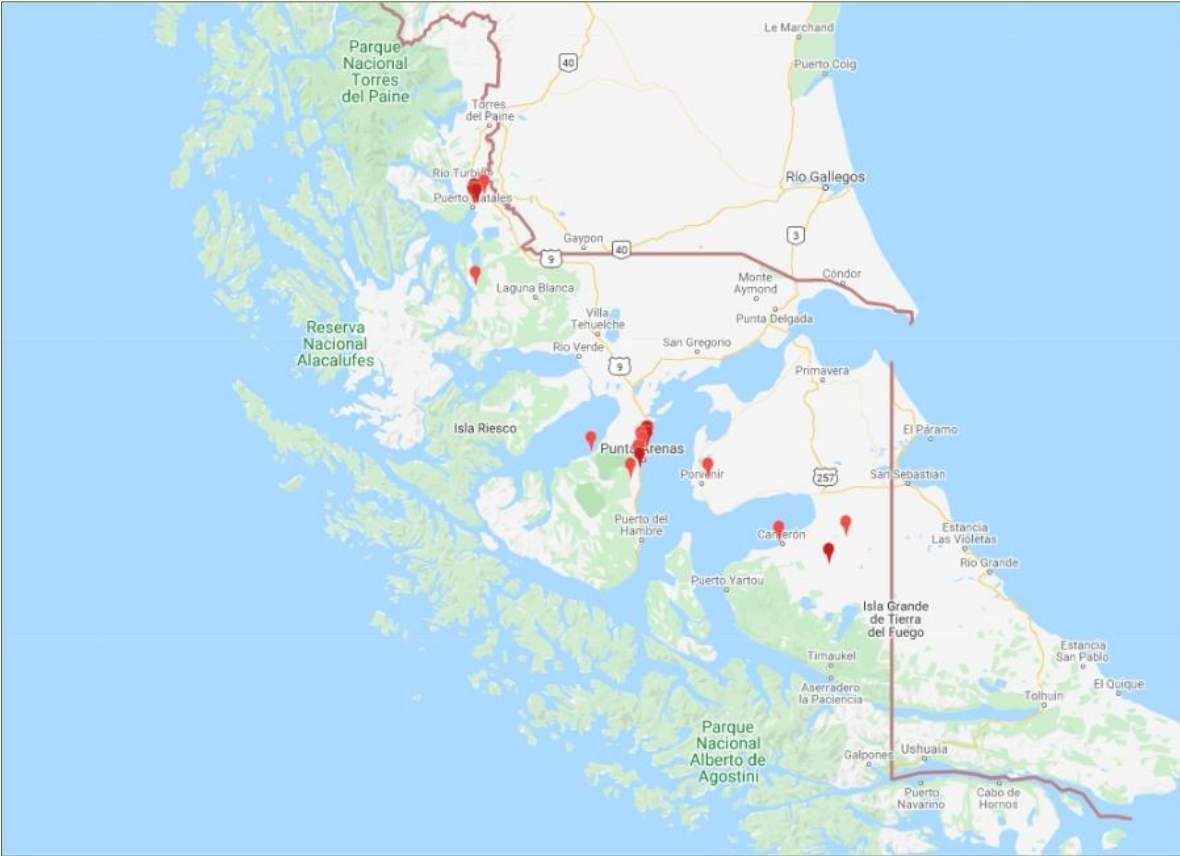 Le Marchand
Parque
Nacional
Torres
del Paine
40
Puerto Coig
Torres
del Paine
Río Turbio
Río Gallegos
Puerto Natales
3
Gaypon
40
9
Cóndor
Monte
Aymond
Laguna Blanca
Punta Delgada
Villa
Tehuelche
Reserva
Nacional
Alacalufes
Rio Verde
San Gregorio
9
Primavera
Isla Riesco
El Páramo
Punta Arenas
Porvenir
257
San Sebastian
Puerto del
Hambre
Camerón
Estancia
Las Violetas
Rio Grande
Puerto Yartou
Isla Grande
de Tierra
del Fuego
Timaukel
Estancia
San Pablo
Aserradero
la Paciencia
El Quique
Tolhuin
Parque
Nacional
Alberto de
Agostini
Galpones
Ushuaia
Puerto
Navarino
Cabo de
Hornos